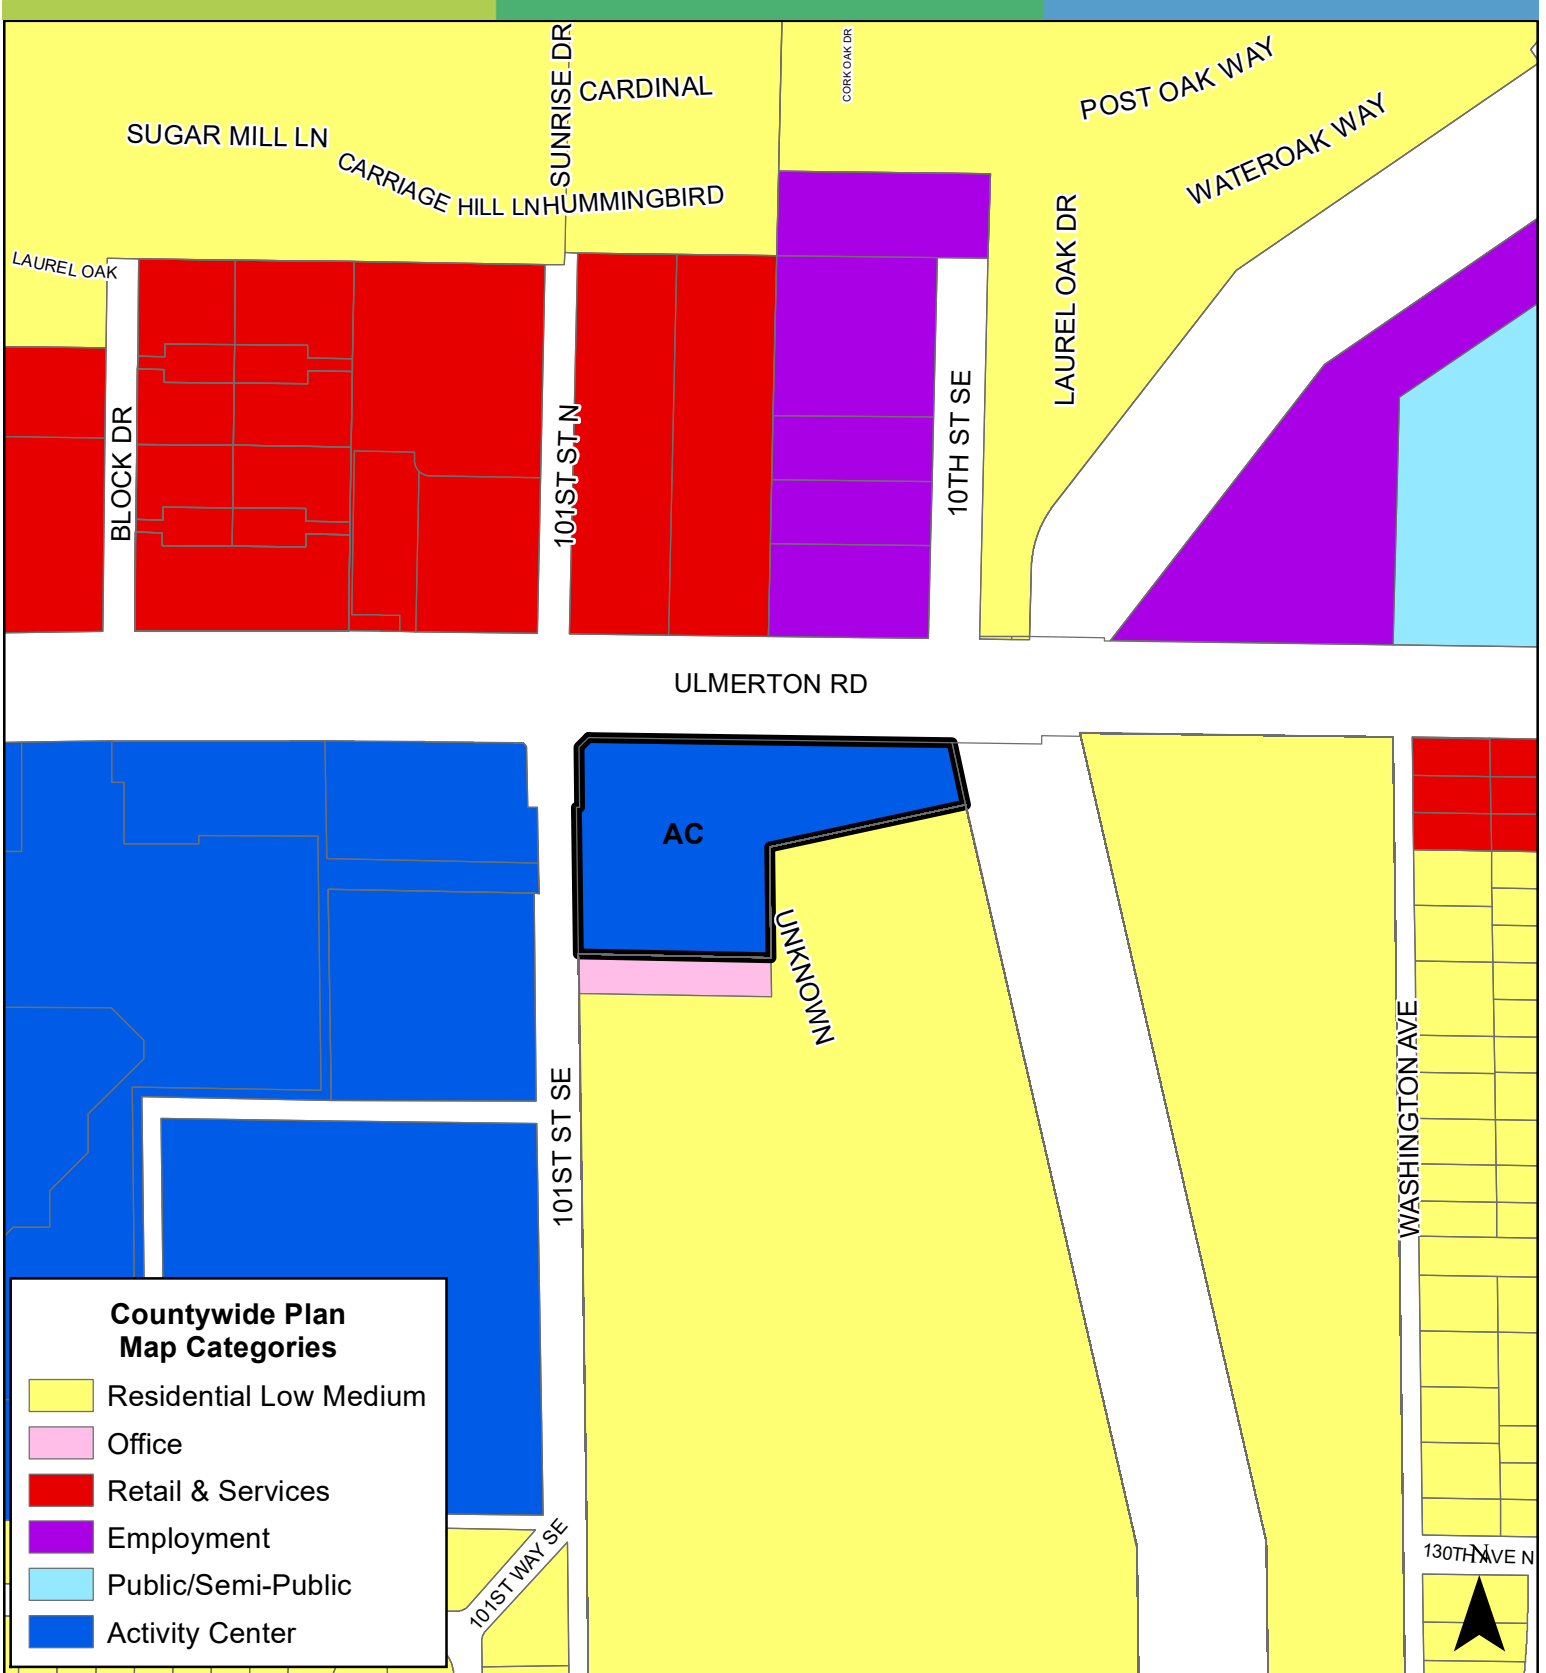 SUNRISE DR
CARDINAL
CORK OAK DR
POST OAK WAY
SUGAR MILL LN
WATEROAK WAY
CARRIAGE HILL LN
HUMMINGBIRD
LAUREL OAK
LAUREL OAK DR
BLOCK DR
101ST ST N
10TH ST SE
ULMERTON RD
AC
UNKNOWN
101ST ST SE
WASHINGTON AVE
Countywide Plan
Map Categories
Residential Low Medium
Office
Retail & Services
Employment
Public/Semi-Public
Activity Center
101ST WAY SE
130TH AVE N
N